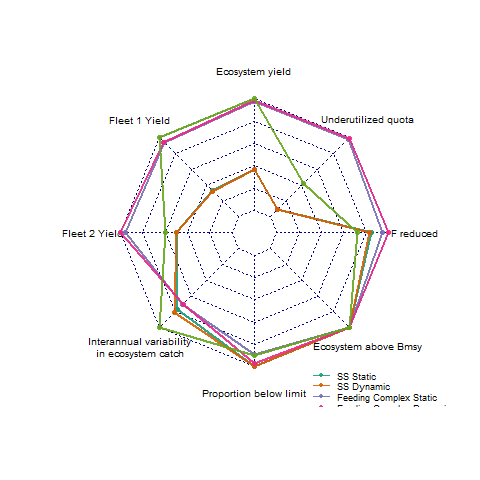 Ecosystem yield
Fleet 1 Yield
Underutilized quota
Fleet 2 Yield
F reduced
Interannual variability
in ecosystem catch
Ecosystem above Bmsy
Proportion below limit
SS Static
SS Dynamic
Feeding Complex Static